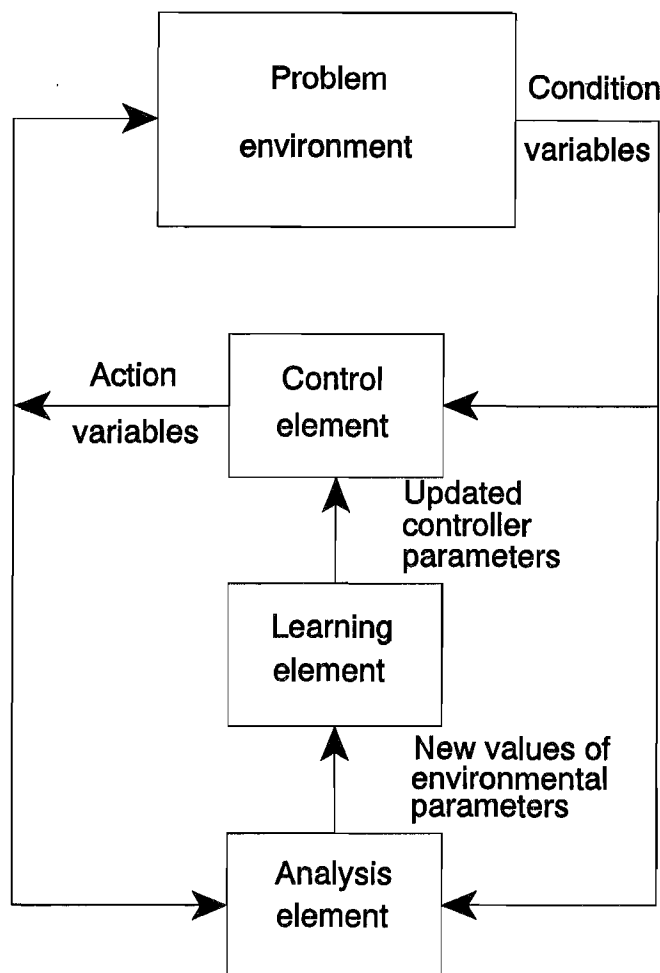 Problem
environment
Condition
variables
Action
variables
Control
element
Updated
controller
parameters
Learning
element
New values of
environmental
parameters
Analysis
element